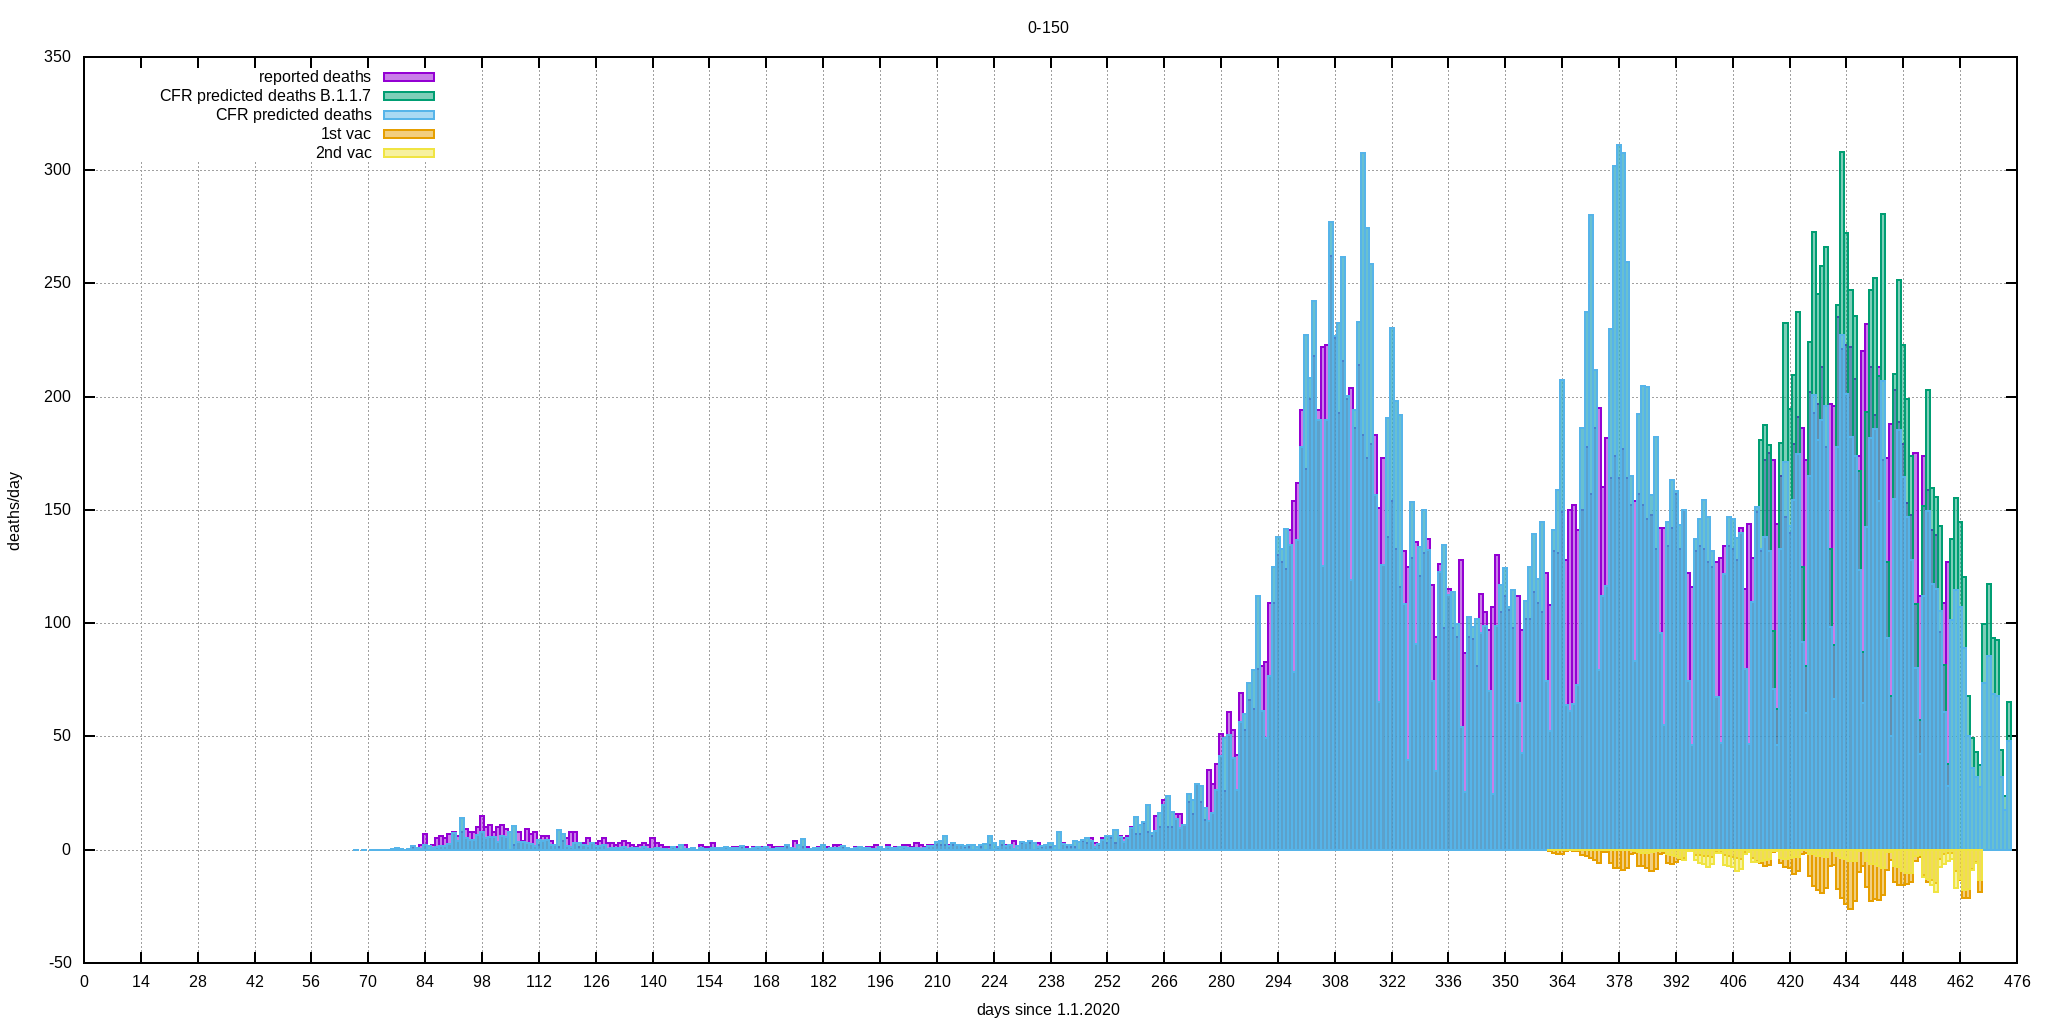 0-150
350
300
250
200
150
100
50
0
-50
deaths/day
reported deaths
CFR predicted deaths B.1.1.7
CFR predicted deaths
1st vac
2nd vac
0 14 28 42 56 70 84 98 112 126 140 154 168 182 196 210 224 238 252 266 280 294 308 322 336 350 364 378 392 406 420 434 448 462 476
days since 1.1.2020